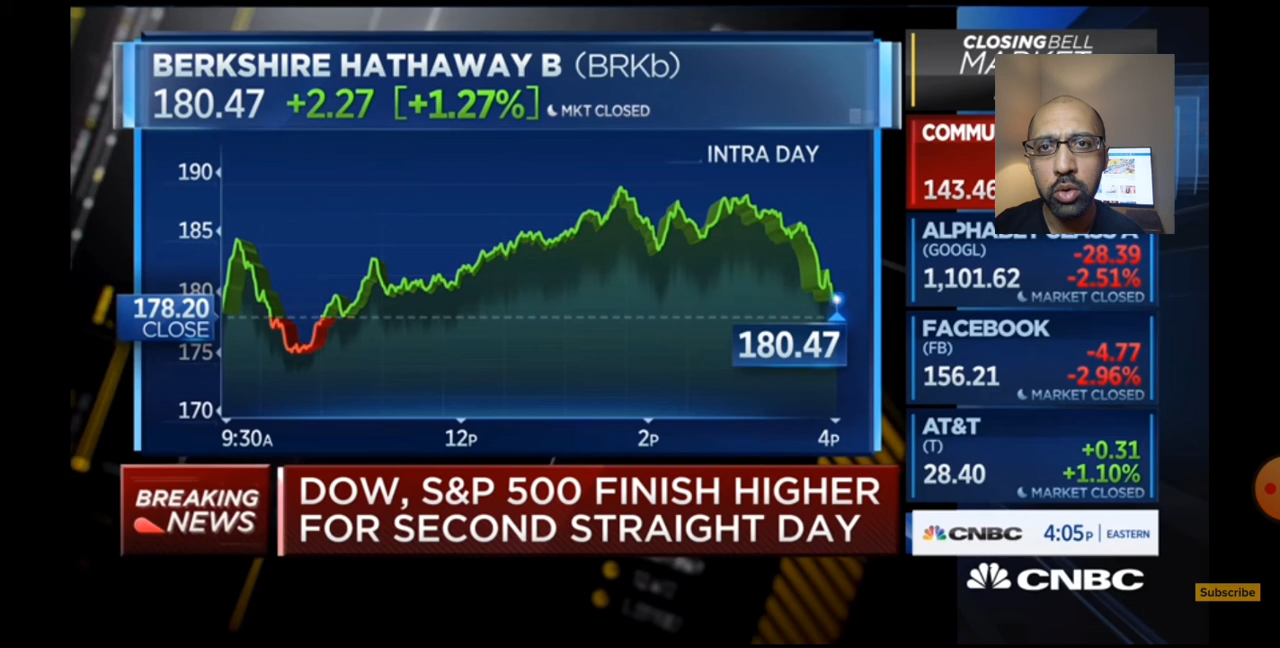 BERKSHIRE HATHAWAY B (BRKb)
180.47 +2.27 [+1.27%] MKT CLOSED
INTRA DAY
190
185
180
178.20
CLOSE
175
170
180.47
9:30A 12P 2P 4P
BREAKING
NEWS
DOW, S&P 500 FINISH HIGHER
FOR SECOND STRAIGHT DAY
CLOSINGBELL
143.46
ALPHABET CLASS A
(GOOGL) -28.39
1,101.62 -2.51%
MARKET CLOSED
FACEBOOK
(FB) -4.77
156.21 -2.96%
MARKET CLOSED
AT&T
(T) +0.31
28.40 +1.10%
MARKET CLOSED
CNBC 4:05P EASTERN
CNBC
Subscribe